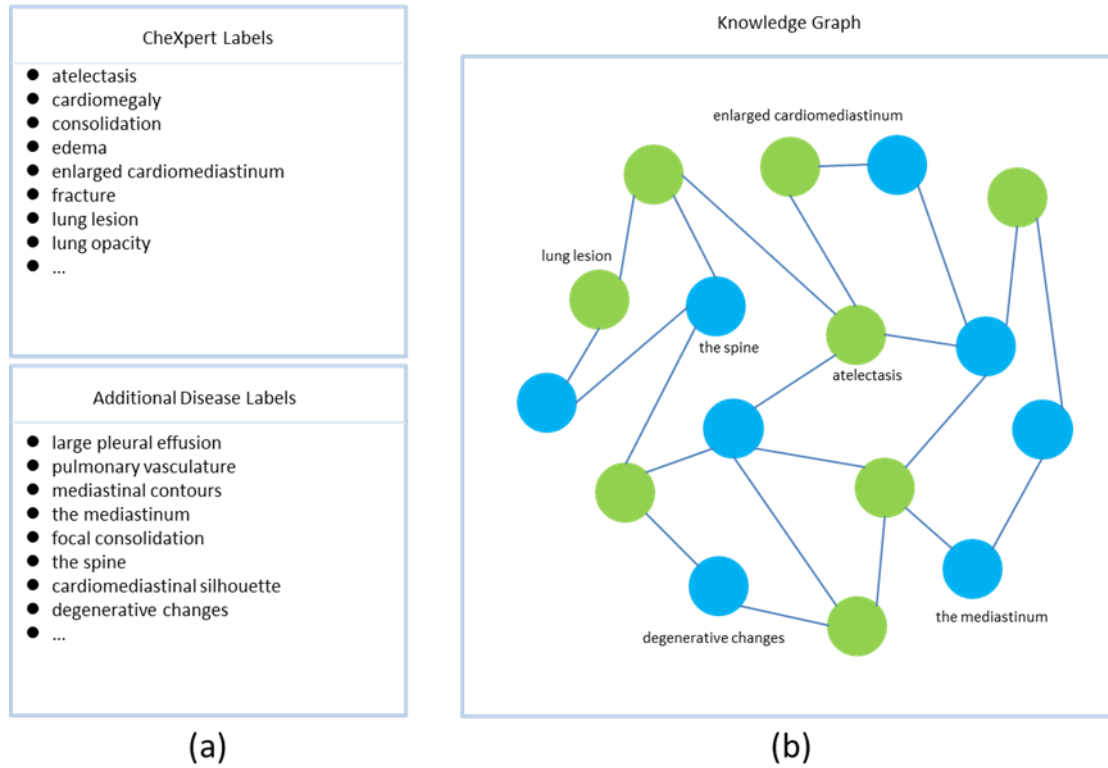 CheXpert Labels
● atelectasis
● cardiomegaly
● consolidation
● edema
● enlarged cardiomediastinum
● fracture
● lung lesion
● lung opacity
● ...
Additional Disease Labels
● large pleural effusion
● pulmonary vasculature
● mediastinal contours
● the mediastinum
● focal consolidation
● the spine
● cardiomediastinal silhouette
● degenerative changes
● ...
(a)
Knowledge Graph
enlarged cardiomediastinum
lung lesion
the spine
atelectasis
degenerative changes
the mediastinum
(b)